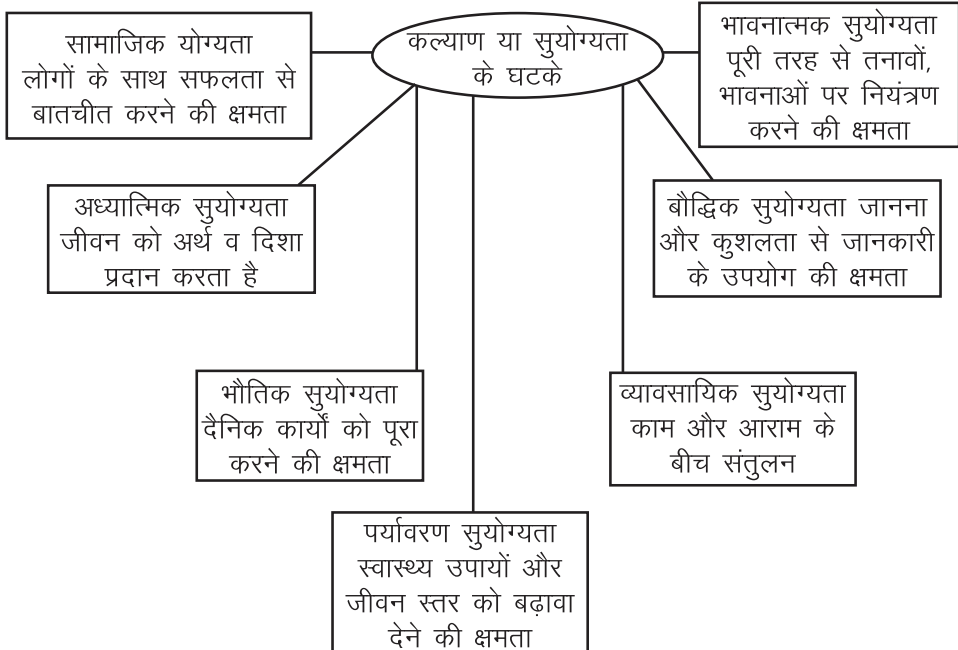 कल्याण या सुयोग्यता
के घटके
सामाजिक योग्यता
लोगों के साथ सफलता से
बातचीत करने की क्षमता
भावनात्मक सुयोग्यता
पूरी तरह से तनावों,
भावनाओं पर नियंत्रण
करने की क्षमता
अध्यात्मिक सुयोग्यता
जीवन को अर्थ व दिशा
प्रदान करता है
बौद्धिक सुयोग्यता जानना
और कुशलता से जानकारी
के उपयोग की क्षमता
भौतिक सुयोग्यता
दैनिक कार्यों को पूरा
करने की क्षमता
व्यावसायिक सुयोग्यता
काम और आराम के
बीच संतुलन
पर्यावरण सुयोग्यता
स्वास्थ्य उपायों और
जीवन स्तर को बढ़ावा
देने की क्षमता